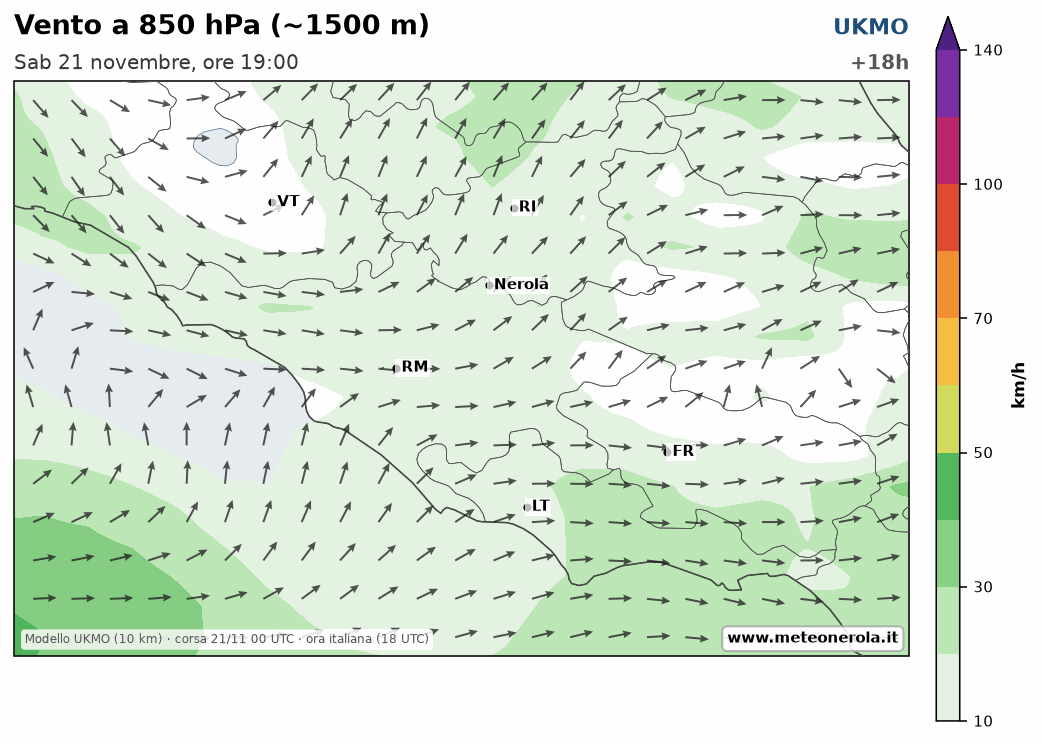 Vento a 850 hPa (~1500 m)
UKMO
Sab 21 novembre, ore 19:00
+18h
140
100
70
50
30
10
km/h
VT
RI
Nerola
RM
FR
LT
Modello UKMO (10 km) · corsa 21/11 00 UTC · ora italiana (18 UTC)
www.meteonerola.it